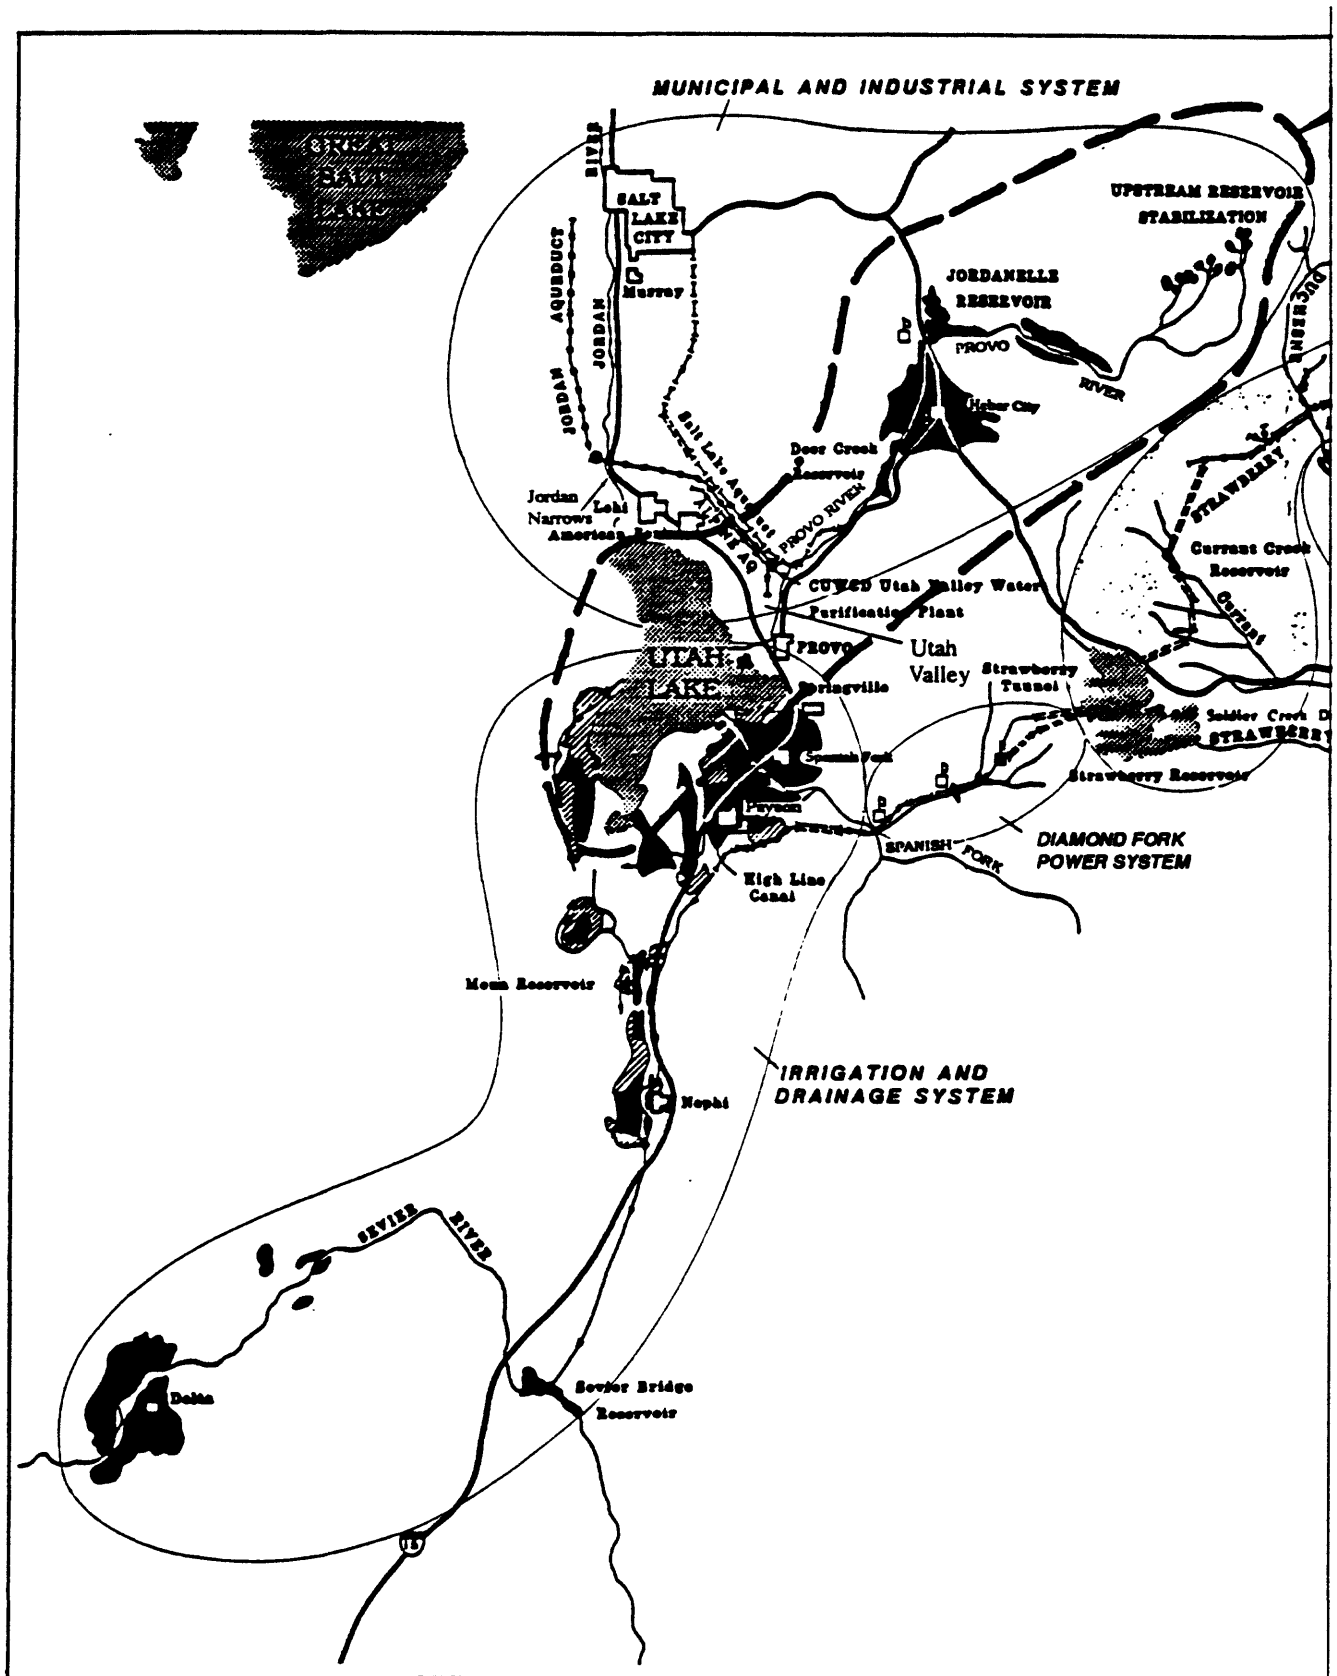 MUNICIPAL AND INDUSTRIAL SYSTEM
GREAT
SALT
LAKE
RIVER
SALT
LAKE
CITY
Murray
JORDAN AQUEDUCT
JORDAN
UPSTREAM RESERVOIR
STABILIZATION
JORDANELLE
RESERVOIR
PROVO
RIVER
Heber City
Salt Lake Aqueduct
Deer Creek
Reservoir
PROVO RIVER
STRAWBERRY
Jordan
Narrows
Lehi
American
ALPINE AQ
Currant Creek
Reservoir
Currant
CUWCD Utah Valley Water
Purification Plant
PROVO
Utah
Valley
UTAH
LAKE
Strawberry
Tunnel
Springville
Soldier Creek D
STRAWBERRY
Spanish Fork
Strawberry Reservoir
Payson
SPANISH FORK
DIAMOND FORK
POWER SYSTEM
High Line
Canal
Mona Reservoir
IRRIGATION AND
DRAINAGE SYSTEM
Nephi
SEVIER RIVER
Delta
Sevier Bridge
Reservoir
15